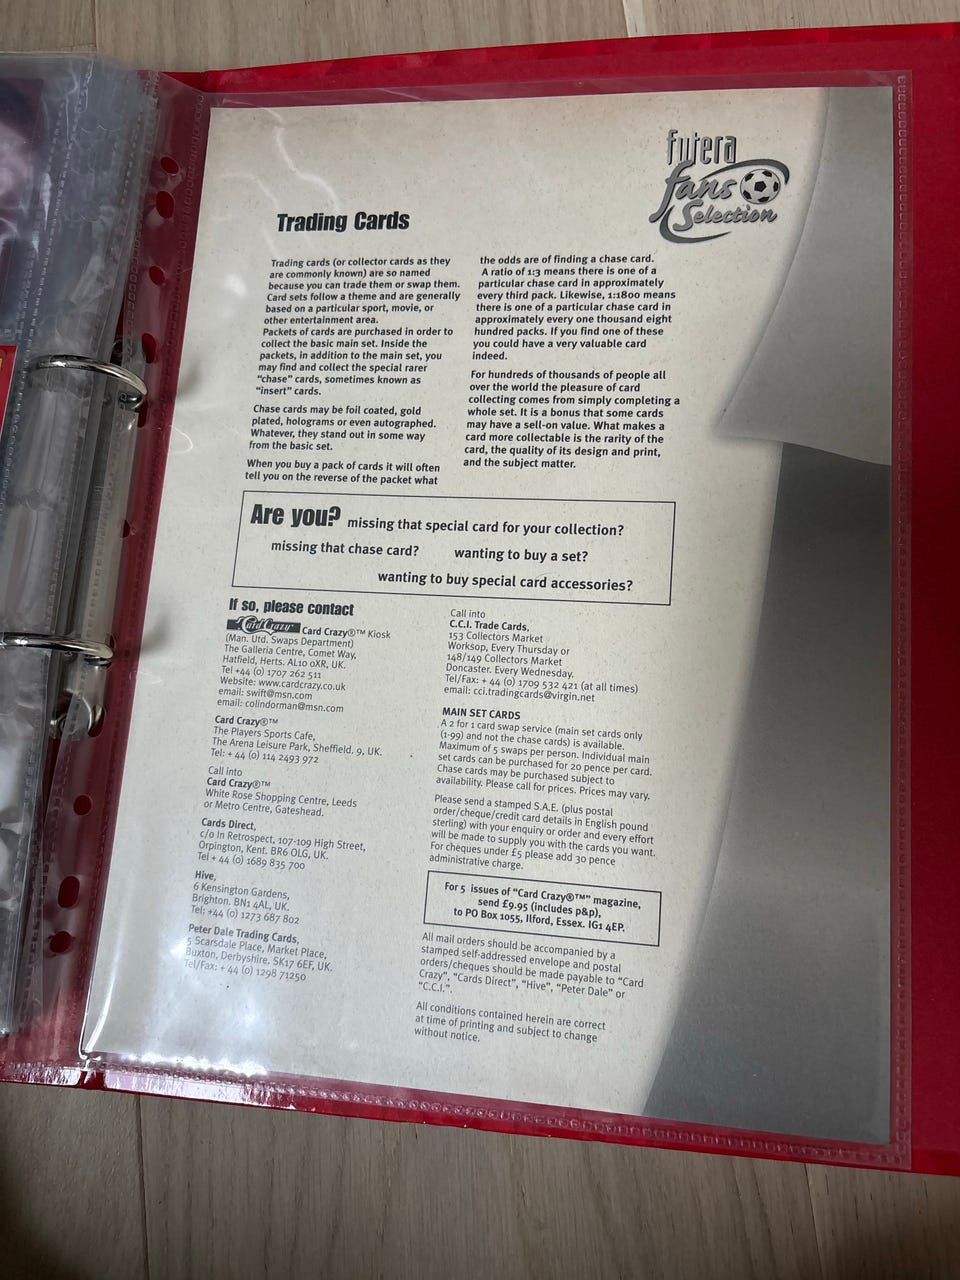 futera
fans
Selection
Trading Cards
Trading cards (or collector cards as they
are commonly known) are so named
because you can trade them or swap them.
Card sets follow a theme and are generally
based on a particular sport, movie, or
other entertainment area.
Packets of cards are purchased in order to
collect the basic main set. Inside the
packets, in addition to the main set, you
may find and collect the special rarer
“chase” cards, sometimes known as
“insert” cards.
Chase cards may be foil coated, gold
plated, holograms or even autographed.
Whatever, they stand out in some way
from the basic set.
When you buy a pack of cards it will often
tell you on the reverse of the packet what
the odds are of finding a chase card.
A ratio of 1:3 means there is one of a
particular chase card in approximately
every third pack. Likewise, 1:1800 means
there is one of a particular chase card in
approximately every one thousand eight
hundred packs. If you find one of these
you could have a very valuable card
indeed.
For hundreds of thousands of people all
over the world the pleasure of card
collecting comes from simply completing a
whole set. It is a bonus that some cards
may have a sell-on value. What makes a
card more collectable is the rarity of the
card, the quality of its design and print,
and the subject matter.
Are you? missing that special card for your collection?
missing that chase card? wanting to buy a set?
wanting to buy special card accessories?
If so, please contact
Card Crazy Card Crazy®™ Kiosk
(Man. Utd. Swaps Department)
The Galleria Centre, Comet Way,
Hatfield, Herts. AL10 0XR, UK.
Tel +44 (0) 1707 262 511
Website: www.cardcrazy.co.uk
email: swift@msn.com
email: colindorman@msn.com
Card Crazy®™
The Players Sports Cafe,
The Arena Leisure Park, Sheffield. 9, UK.
Tel: + 44 (0) 114 2493 972
Call into
Card Crazy®™
White Rose Shopping Centre, Leeds
or Metro Centre, Gateshead.
Cards Direct,
c/o In Retrospect, 107-109 High Street,
Orpington, Kent. BR6 0LG, UK.
Tel + 44 (0) 1689 835 700
Hive,
6 Kensington Gardens,
Brighton. BN1 4AL, UK.
Tel: +44 (0) 1273 687 802
Peter Dale Trading Cards,
5 Scarsdale Place, Market Place,
Buxton, Derbyshire. SK17 6EF, UK.
Tel/Fax: + 44 (0) 1298 71250
Call into
C.C.I. Trade Cards,
153 Collectors Market
Worksop, Every Thursday or
148/149 Collectors Market
Doncaster. Every Wednesday.
Tel/Fax: + 44 (0) 1709 532 421 (at all times)
email: cci.tradingcards@virgin.net
MAIN SET CARDS
A 2 for 1 card swap service (main set cards only
(1-99) and not the chase cards) is available.
Maximum of 5 swaps per person. Individual main
set cards can be purchased for 20 pence per card.
Chase cards may be purchased subject to
availability. Please call for prices. Prices may vary.
Please send a stamped S.A.E. (plus postal
order/cheque/credit card details in English pound
sterling) with your enquiry or order and every effort
will be made to supply you with the cards you want.
For cheques under £5 please add 30 pence
administrative charge.
For 5 issues of “Card Crazy®™” magazine,
send £9.95 (includes p&p),
to PO Box 1055, Ilford, Essex. IG1 4EP.
All mail orders should be accompanied by a
stamped self-addressed envelope and postal
orders/cheques should be made payable to “Card
Crazy”, “Cards Direct”, “Hive”, “Peter Dale” or
“C.C.I.”.
All conditions contained herein are correct
at time of printing and subject to change
without notice.